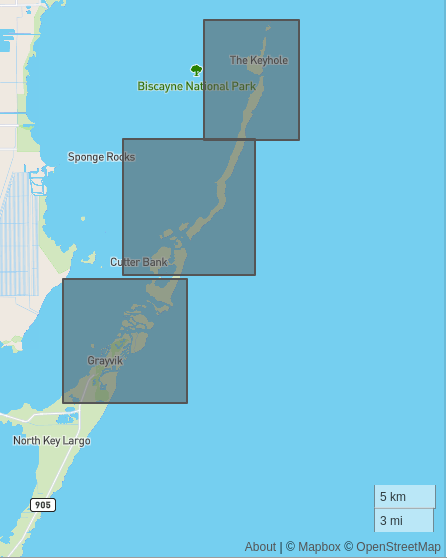 The Keyhole
Biscayne National Park
Sponge Rocks
Cutter Bank
Grayvik
North Key Largo
905
5 km
3 mi
About | © Mapbox © OpenStreetMap